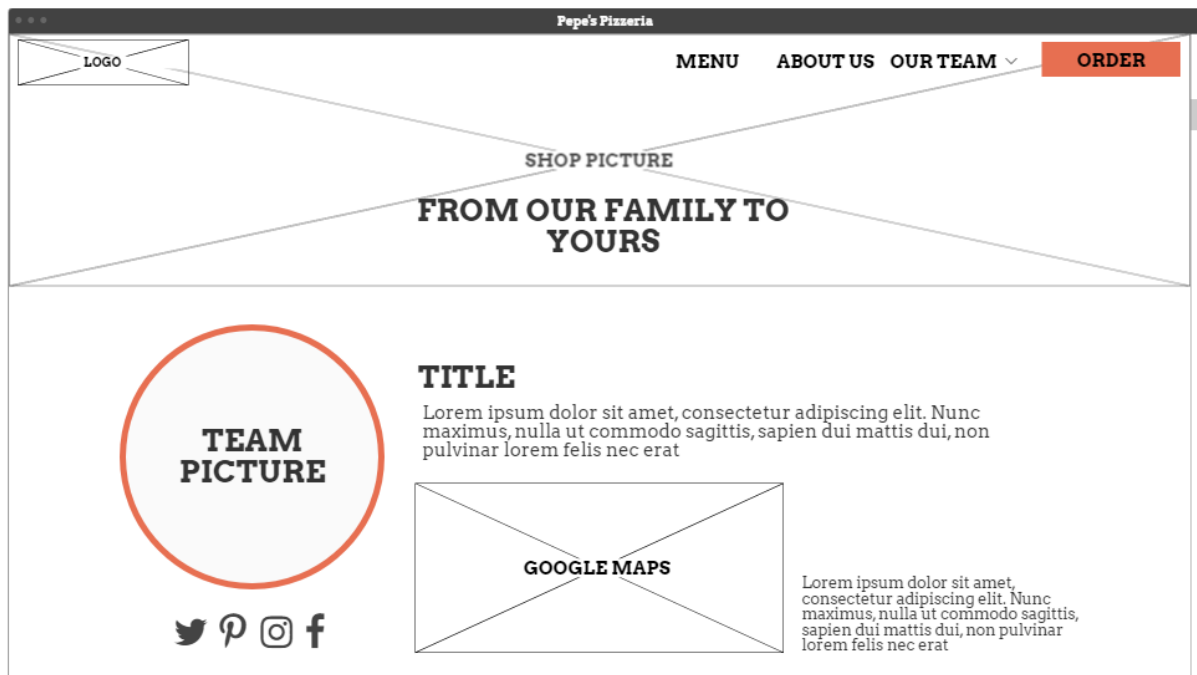 Pepe's Pizzeria
LOGO
MENU ABOUT US OUR TEAM ORDER
SHOP PICTURE
FROM OUR FAMILY TO
YOURS
TEAM
PICTURE
TITLE
Lorem ipsum dolor sit amet, consectetur adipiscing elit. Nunc
maximus, nulla ut commodo sagittis, sapien dui mattis dui, non
pulvinar lorem felis nec erat
GOOGLE MAPS
Lorem ipsum dolor sit amet,
consectetur adipiscing elit. Nunc
maximus, nulla ut commodo sagittis,
sapien dui mattis dui, non pulvinar
lorem felis nec erat